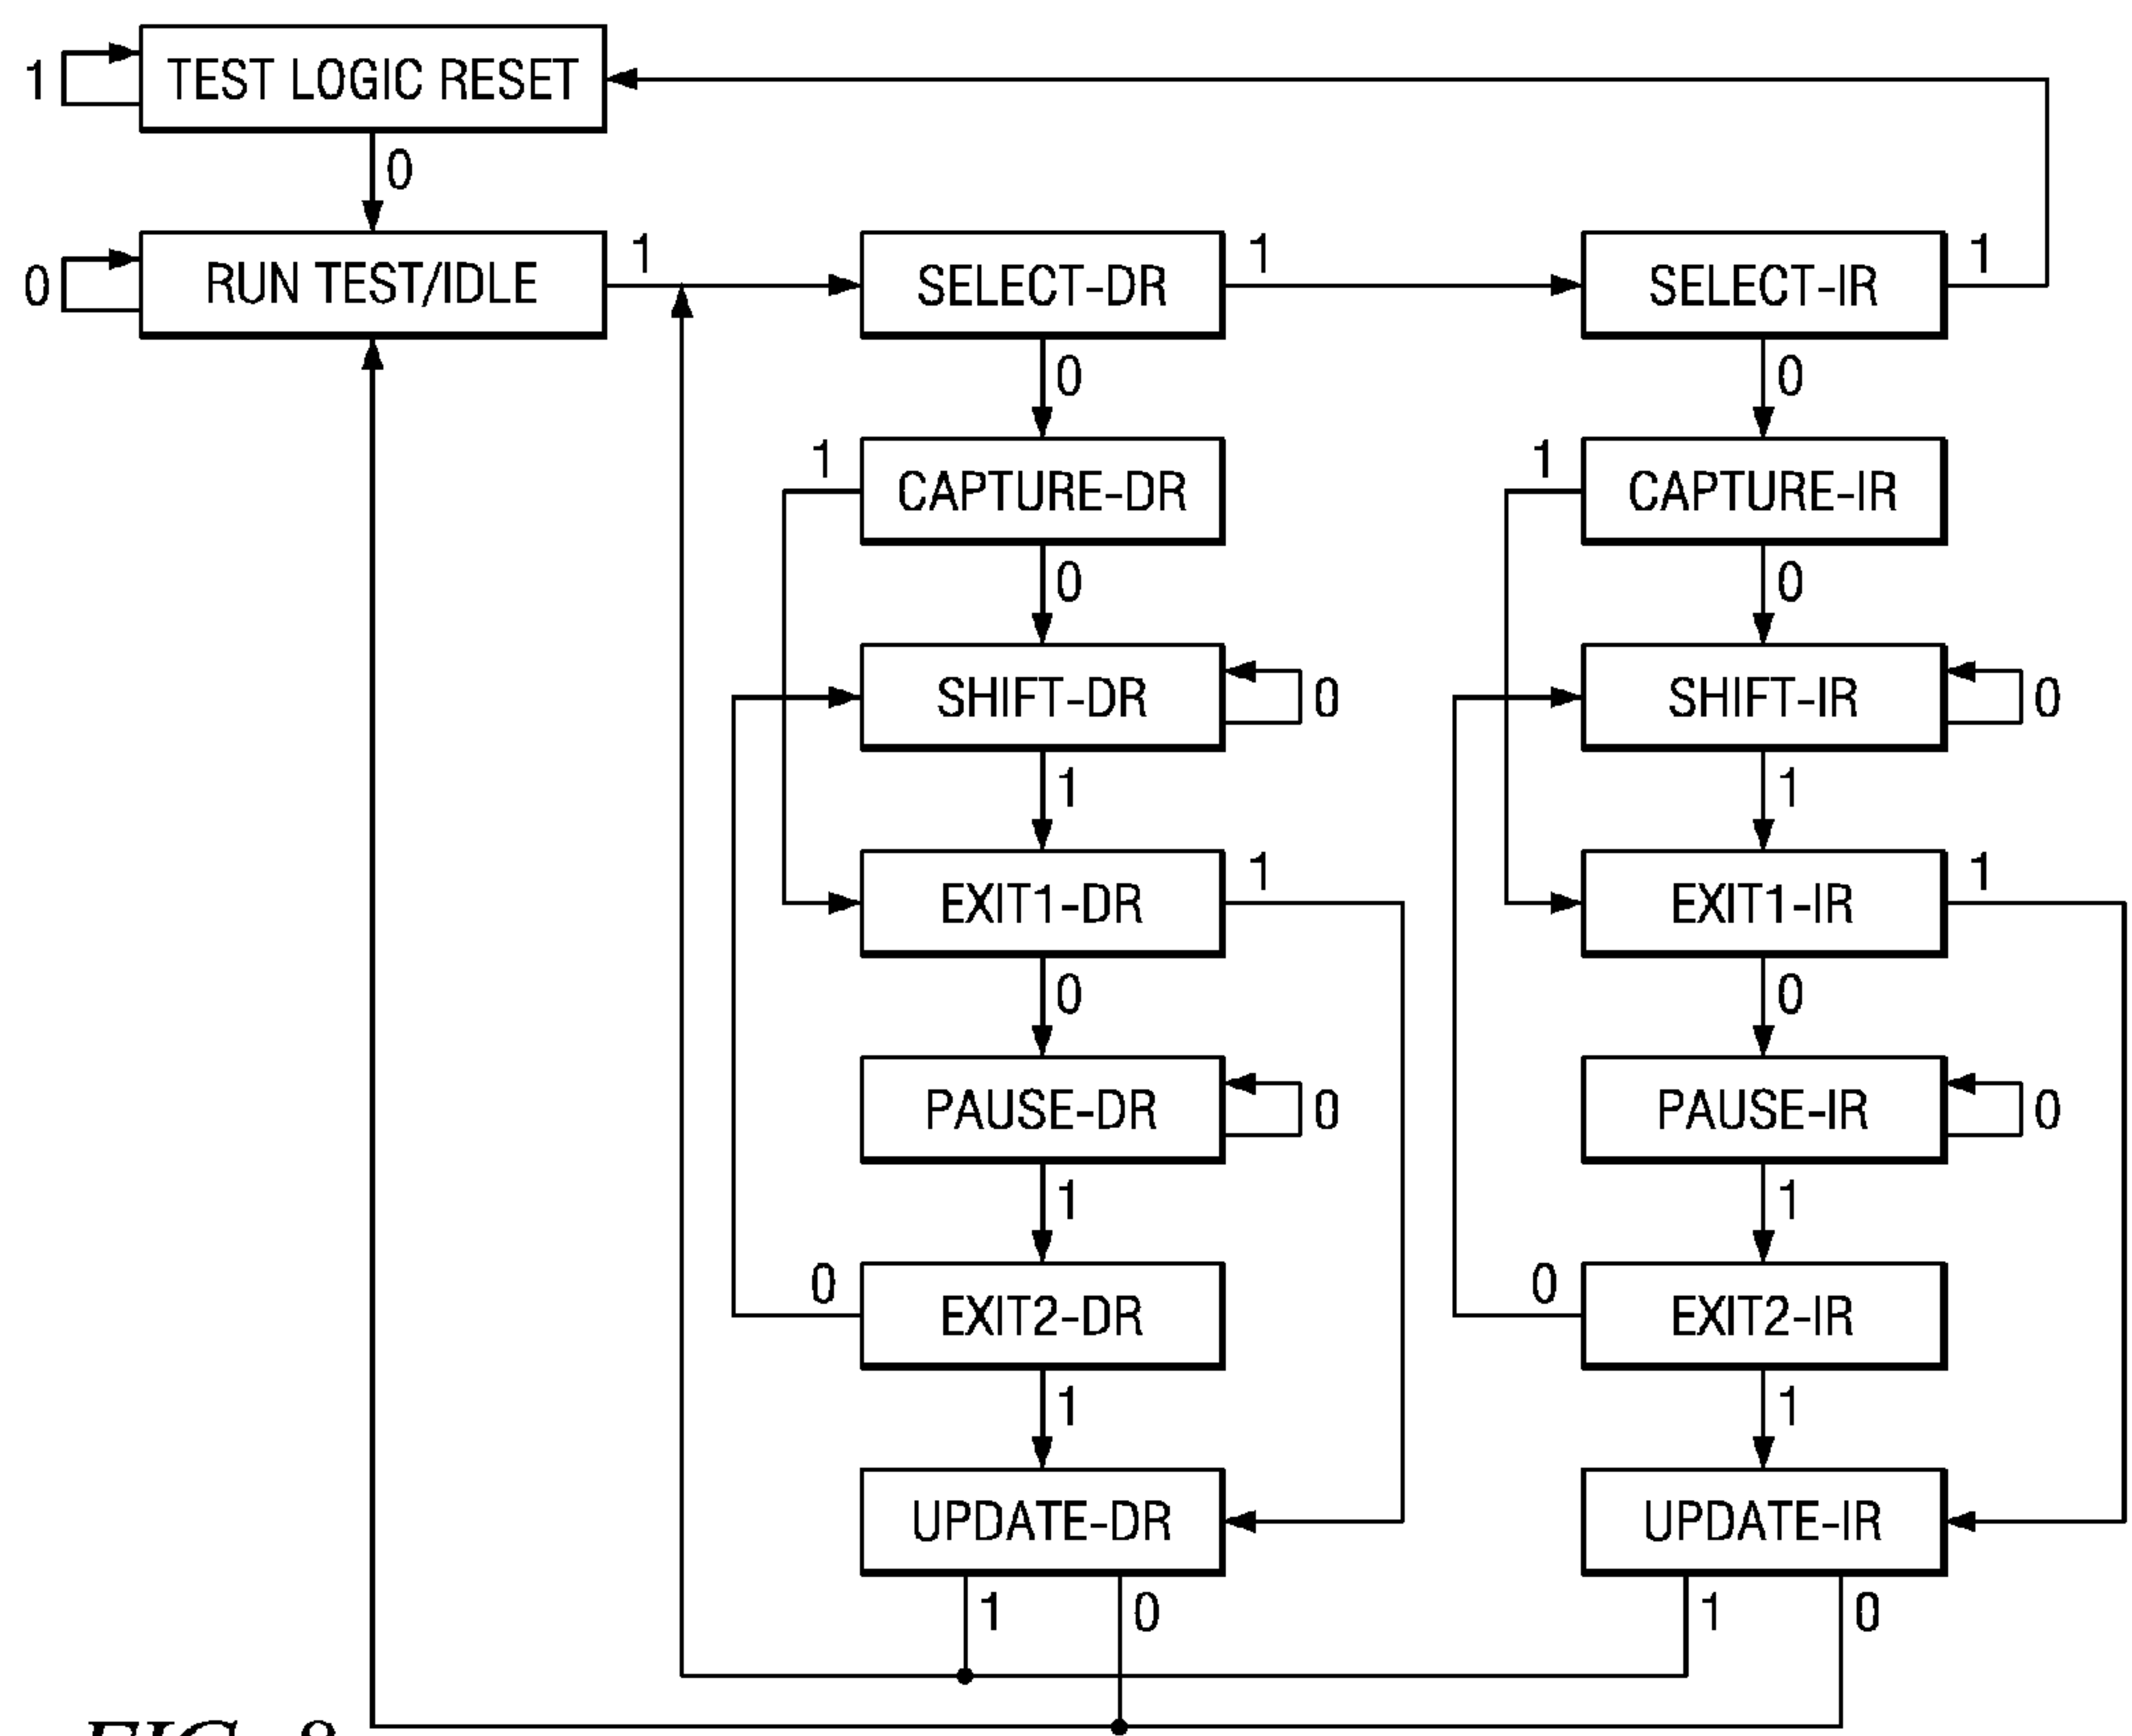 1 TEST LOGIC RESET
0
0 RUN TEST/IDLE 1 SELECT-DR 1 SELECT-IR 1
0 0
1 CAPTURE-DR 1 CAPTURE-IR
0 0
SHIFT-DR 0 SHIFT-IR 0
1 1
EXIT1-DR 1 EXIT1-IR 1
0 0
PAUSE-DR 0 PAUSE-IR 0
1 1
0 EXIT2-DR 0 EXIT2-IR
1 1
UPDATE-DR UPDATE-IR
1 0 1 0
FIG. 8